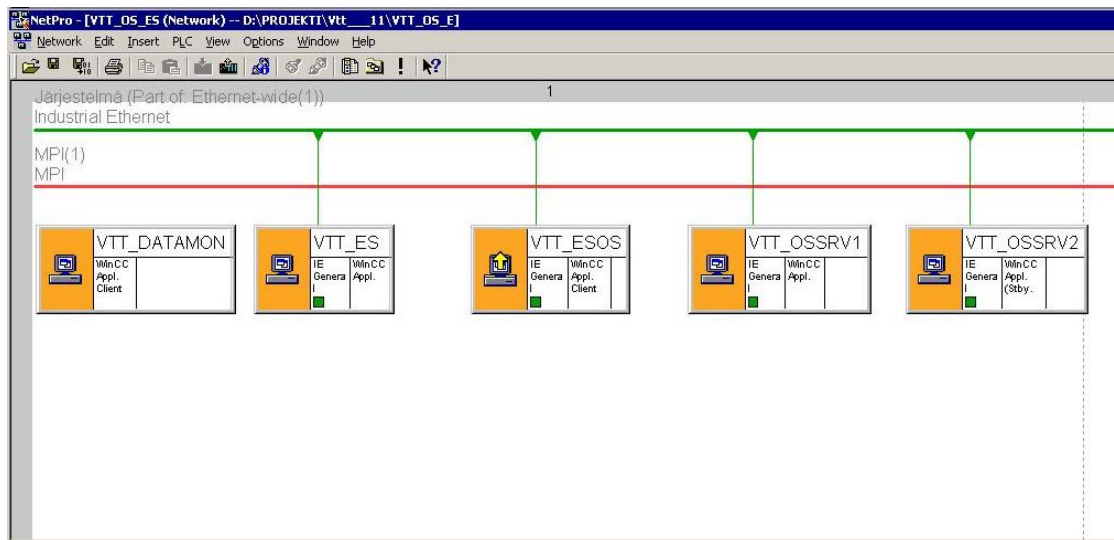 NetPro - [VTT_OS_ES (Network) -- D:\PROJEKTI\Vtt___11\VTT_OS_E]
Network Edit Insert PLC View Options Window Help
1
Järjestelmä (Part of: Ethernet-wide(1))
Industrial Ethernet
MPI(1)
MPI
VTT_DATAMON
WinCC
Appl.
Client
VTT_ES
IE
Genera
l
WinCC
Appl.
VTT_ESOS
IE
Genera
l
WinCC
Appl.
Client
VTT_OSSRV1
IE
Genera
l
WinCC
Appl.
VTT_OSSRV2
IE
Genera
l
WinCC
Appl.
(Stby.